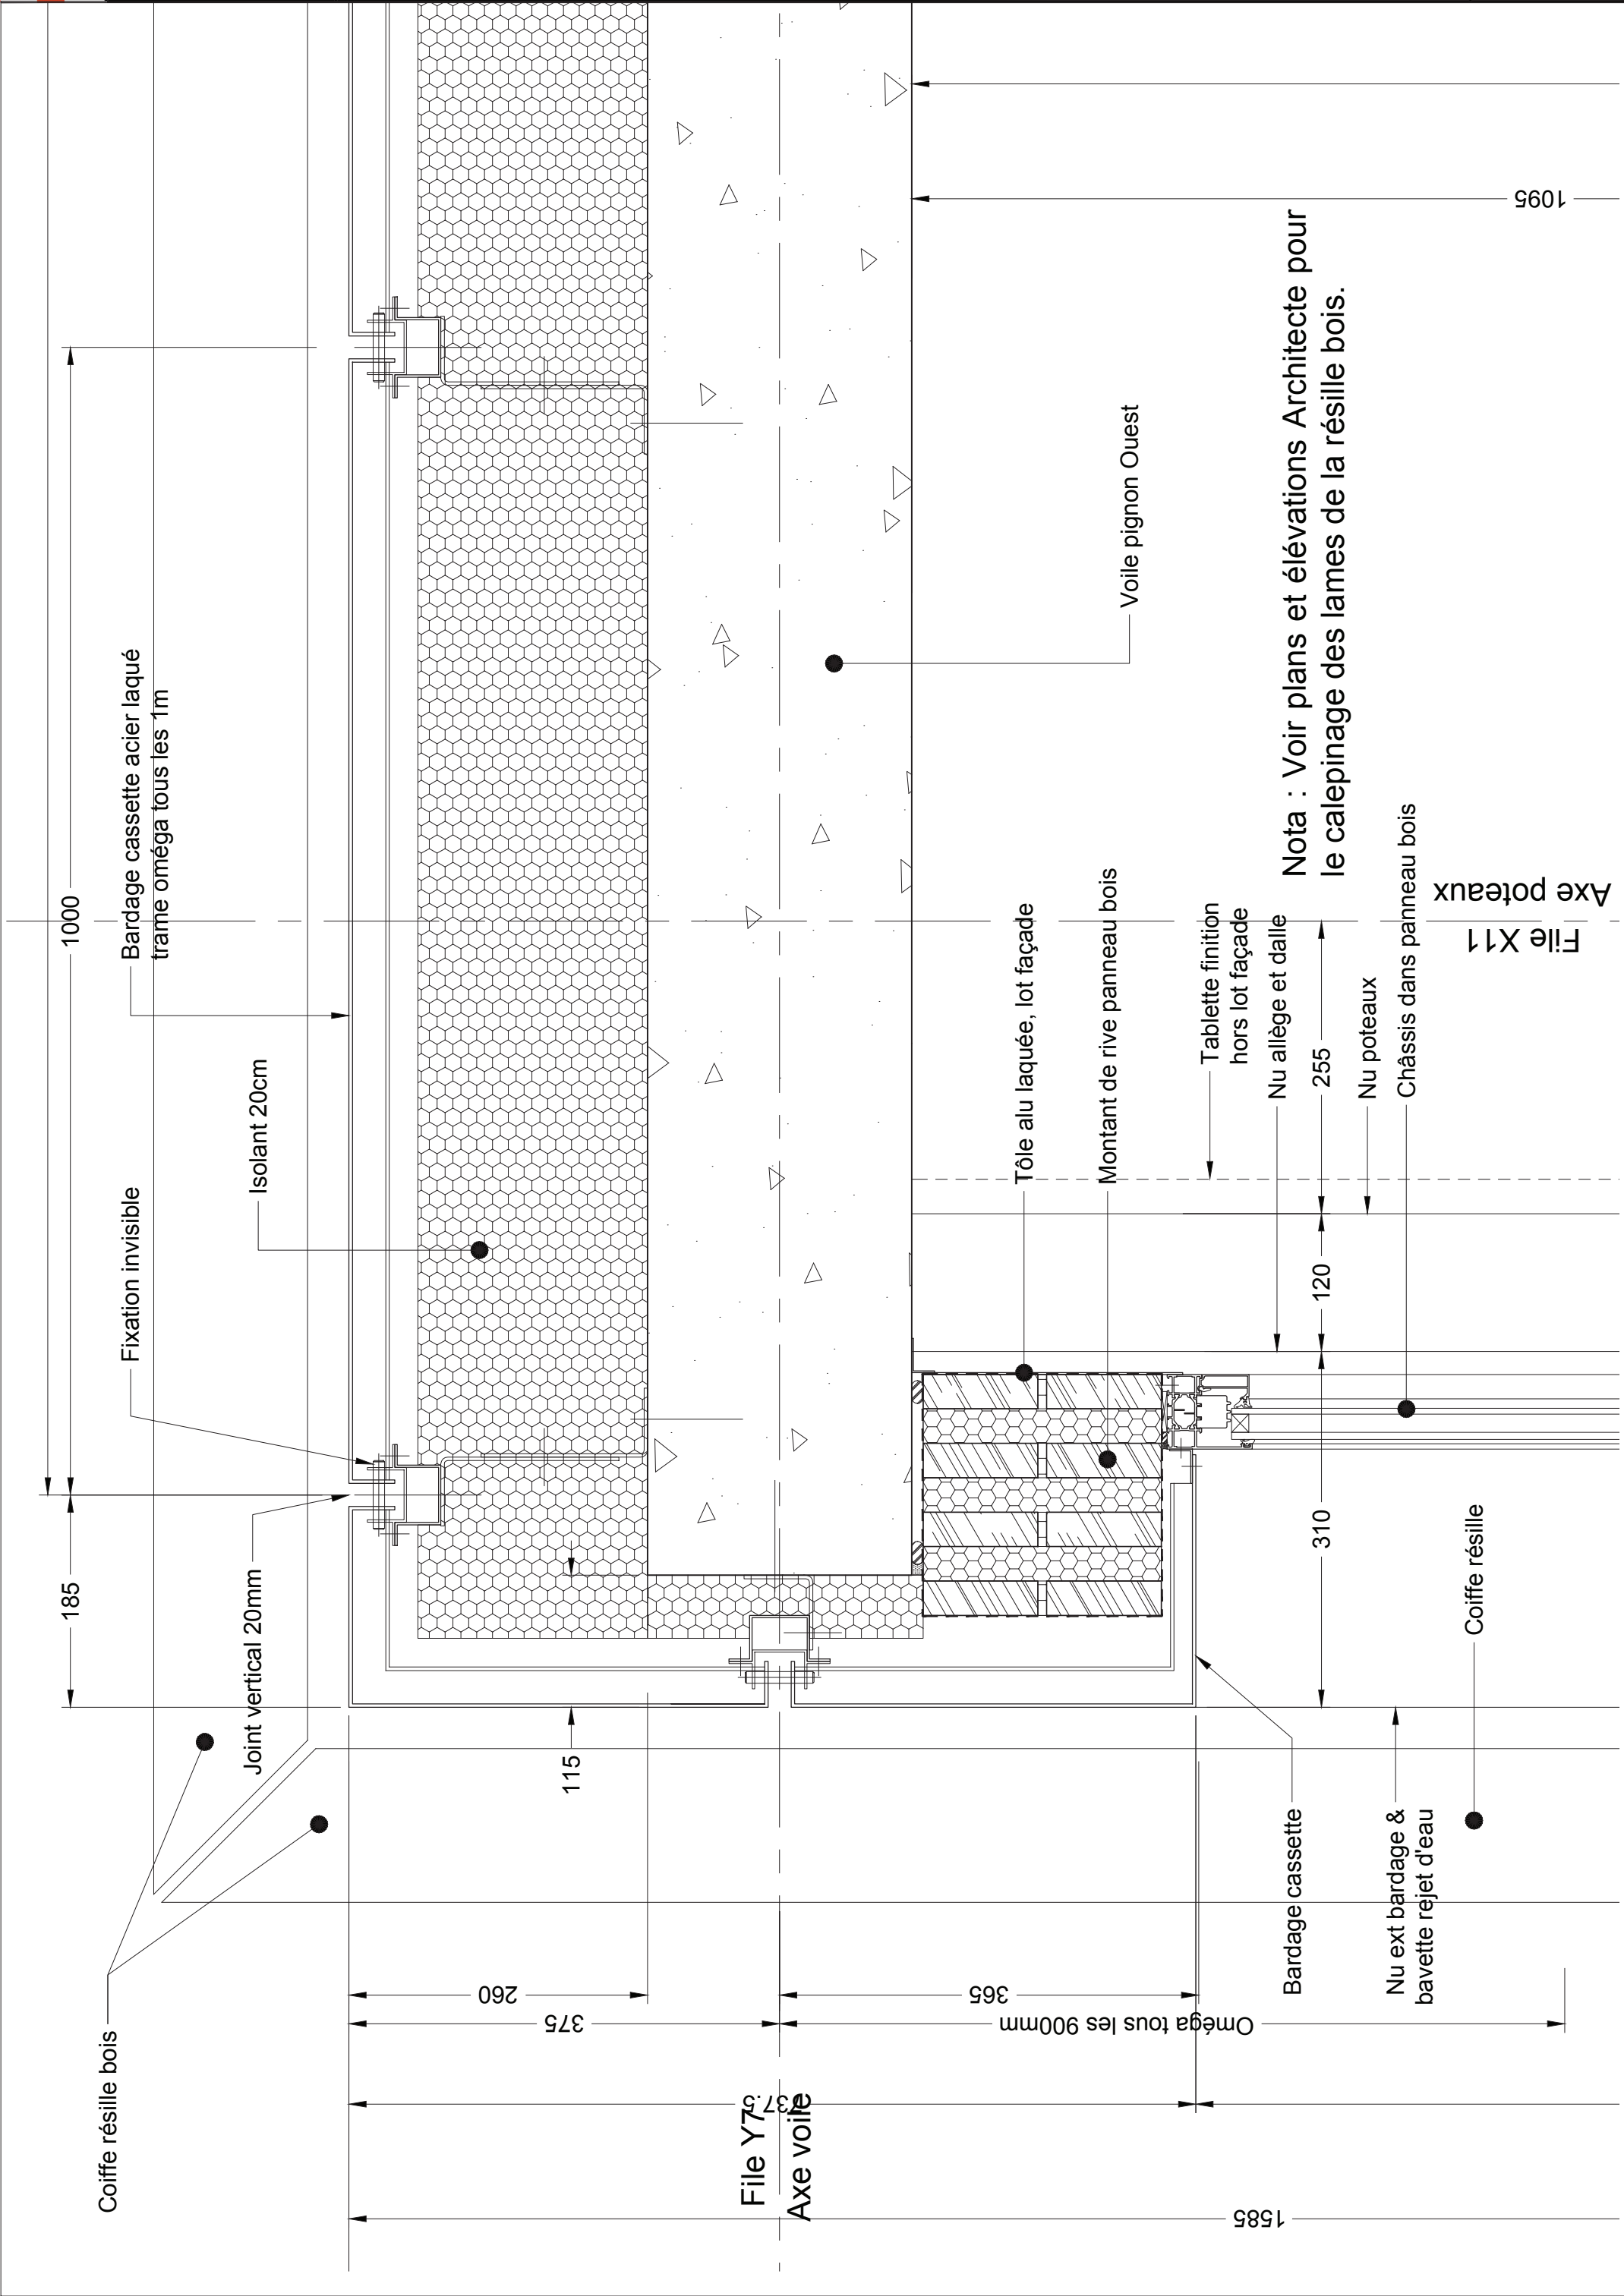 Coiffe résille bois
185
1000
Joint vertical 20mm
Fixation invisible
Isolant 20cm
Bardage cassette acier laqué
trame oméga tous les 1m
115
260
375
365
Oméga tous les 900mm
737.5
1585
File Y7
Axe voile
Voile pignon Ouest
1095
Nota : Voir plans et élévations Architecte pour
le calepinage des lames de la résille bois.
Tôle alu laquée, lot façade
Montant de rive panneau bois
Tablette finition
hors lot façade
Nu allège et dalle
255
120
310
Nu poteaux
Châssis dans panneau bois
File X11
Axe poteaux
Coiffe résille
Bardage cassette
Nu ext bardage &
bavette rejet d'eau